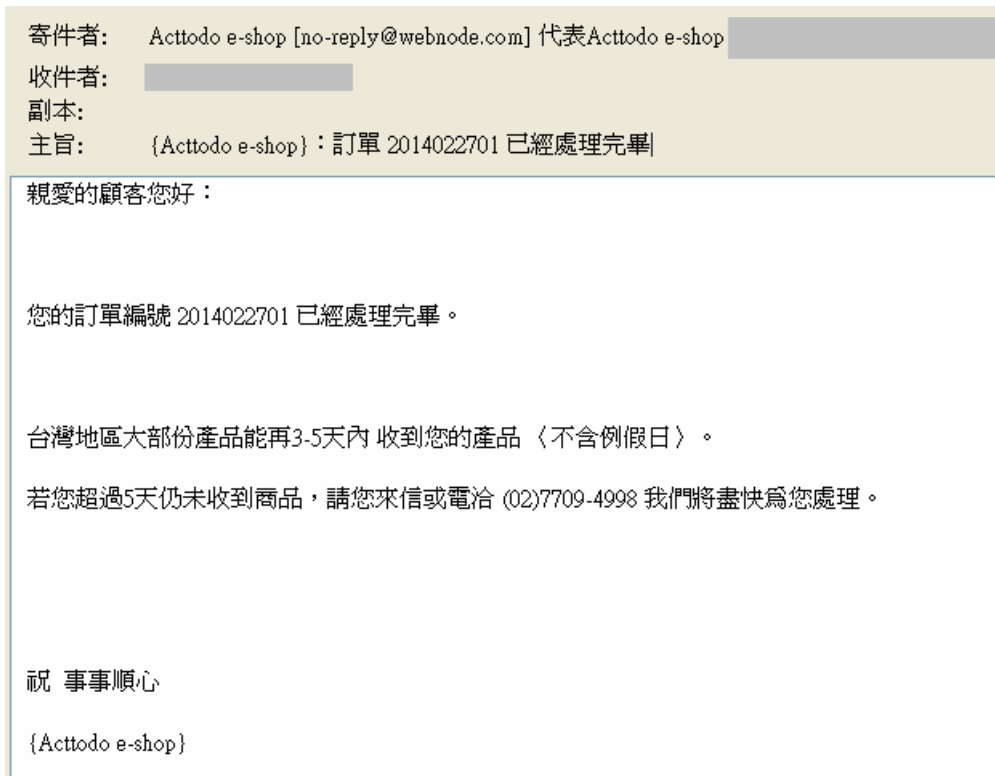 寄件者: Acttodo e-shop [no-reply@webnode.com] 代表Acttodo e-shop
收件者:
副本:
主旨: {Acttodo e-shop}：訂單 2014022701 已經處理完畢
親愛的顧客您好：
您的訂單編號 2014022701 已經處理完畢。
台灣地區大部份產品能再3-5天內 收到您的產品 〈不含例假日〉。
若您超過5天仍未收到商品，請您來信或電洽 (02)7709-4998 我們將盡快為您處理。
祝 事事順心
{Acttodo e-shop}